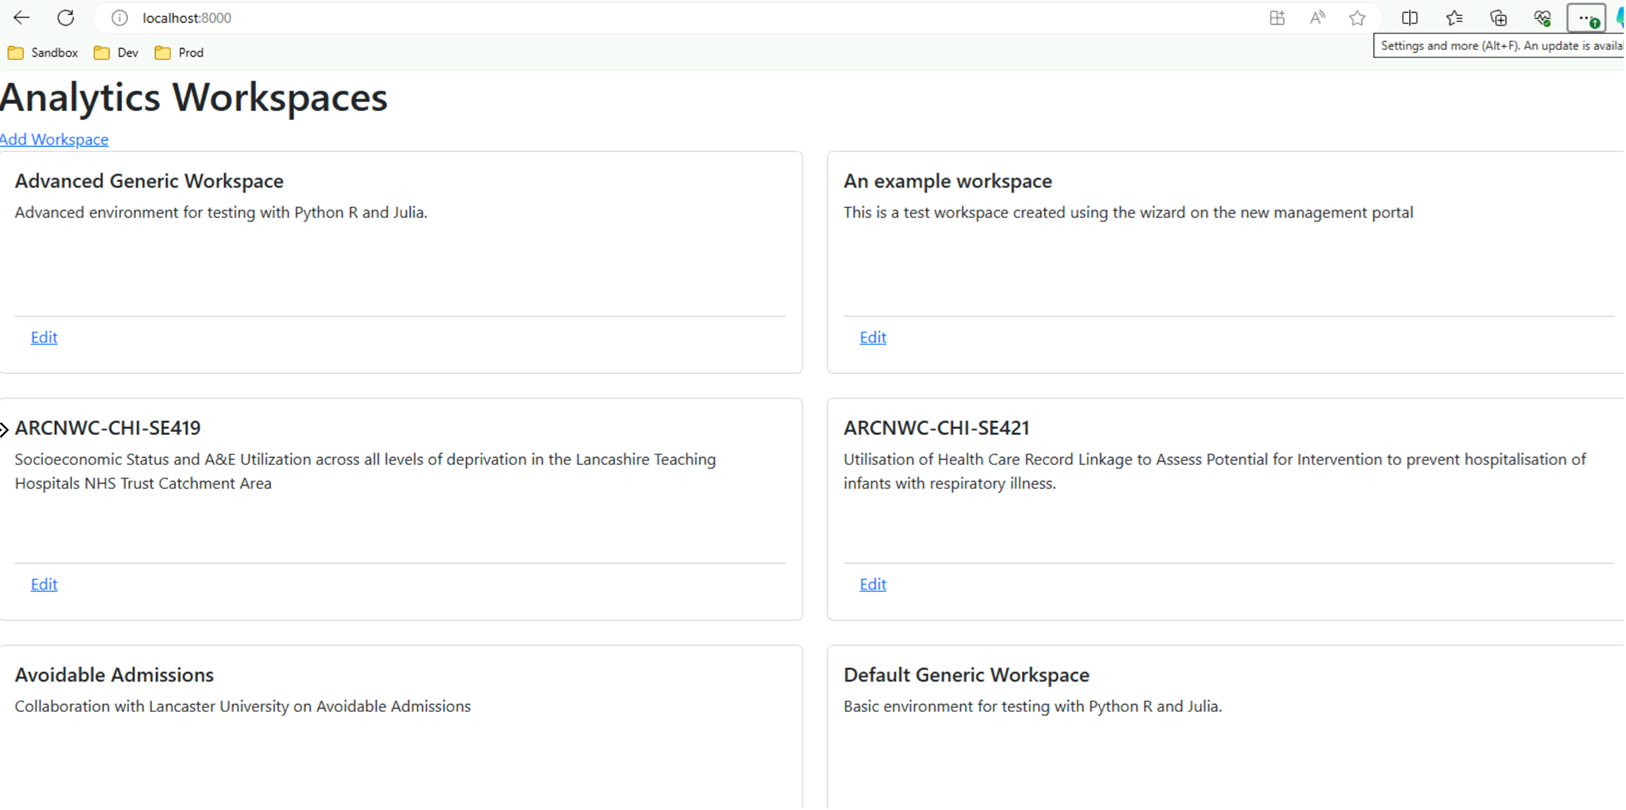 localhost:8000
Settings and more (Alt+F). An update is availa
Sandbox Dev Prod
Analytics Workspaces
Add Workspace
Advanced Generic Workspace
Advanced environment for testing with Python R and Julia.
Edit
An example workspace
This is a test workspace created using the wizard on the new management portal
Edit
ARCNWC-CHI-SE419
Socioeconomic Status and A&E Utilization across all levels of deprivation in the Lancashire Teaching
Hospitals NHS Trust Catchment Area
Edit
ARCNWC-CHI-SE421
Utilisation of Health Care Record Linkage to Assess Potential for Intervention to prevent hospitalisation of
infants with respiratory illness.
Edit
Avoidable Admissions
Collaboration with Lancaster University on Avoidable Admissions
Default Generic Workspace
Basic environment for testing with Python R and Julia.